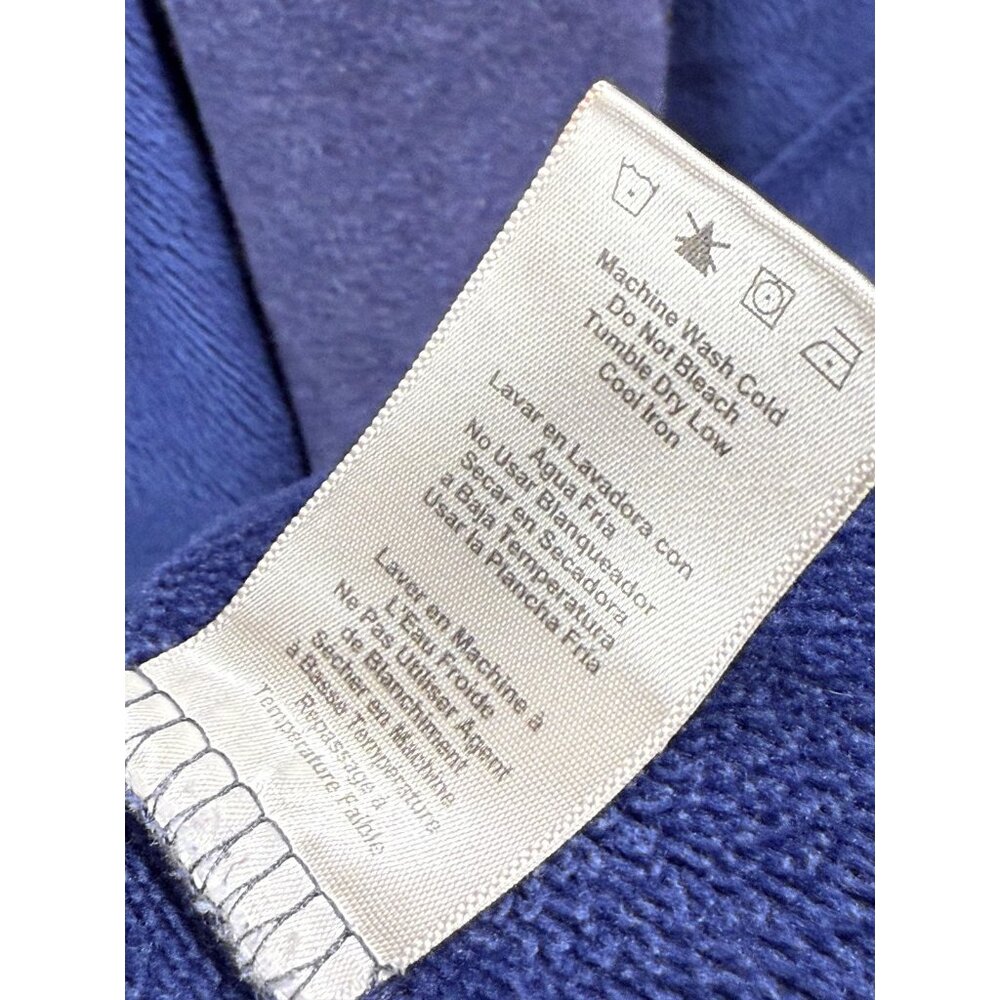 Machine Wash Cold
Do Not Bleach
Tumble Dry Low
Cool Iron
Lavar en Lavadora con
Agua Fria
No Usar Blanqueador
Secar en Secadora
a Baja Temperatura
Usar la Plancha Fria
Laver en Machine à
L'Eau Froide
Ne Pas Utiliser Agent
de Blanchiment
Sécher en Machine
à Basse Temperture
Repassage à
Temperature Faible